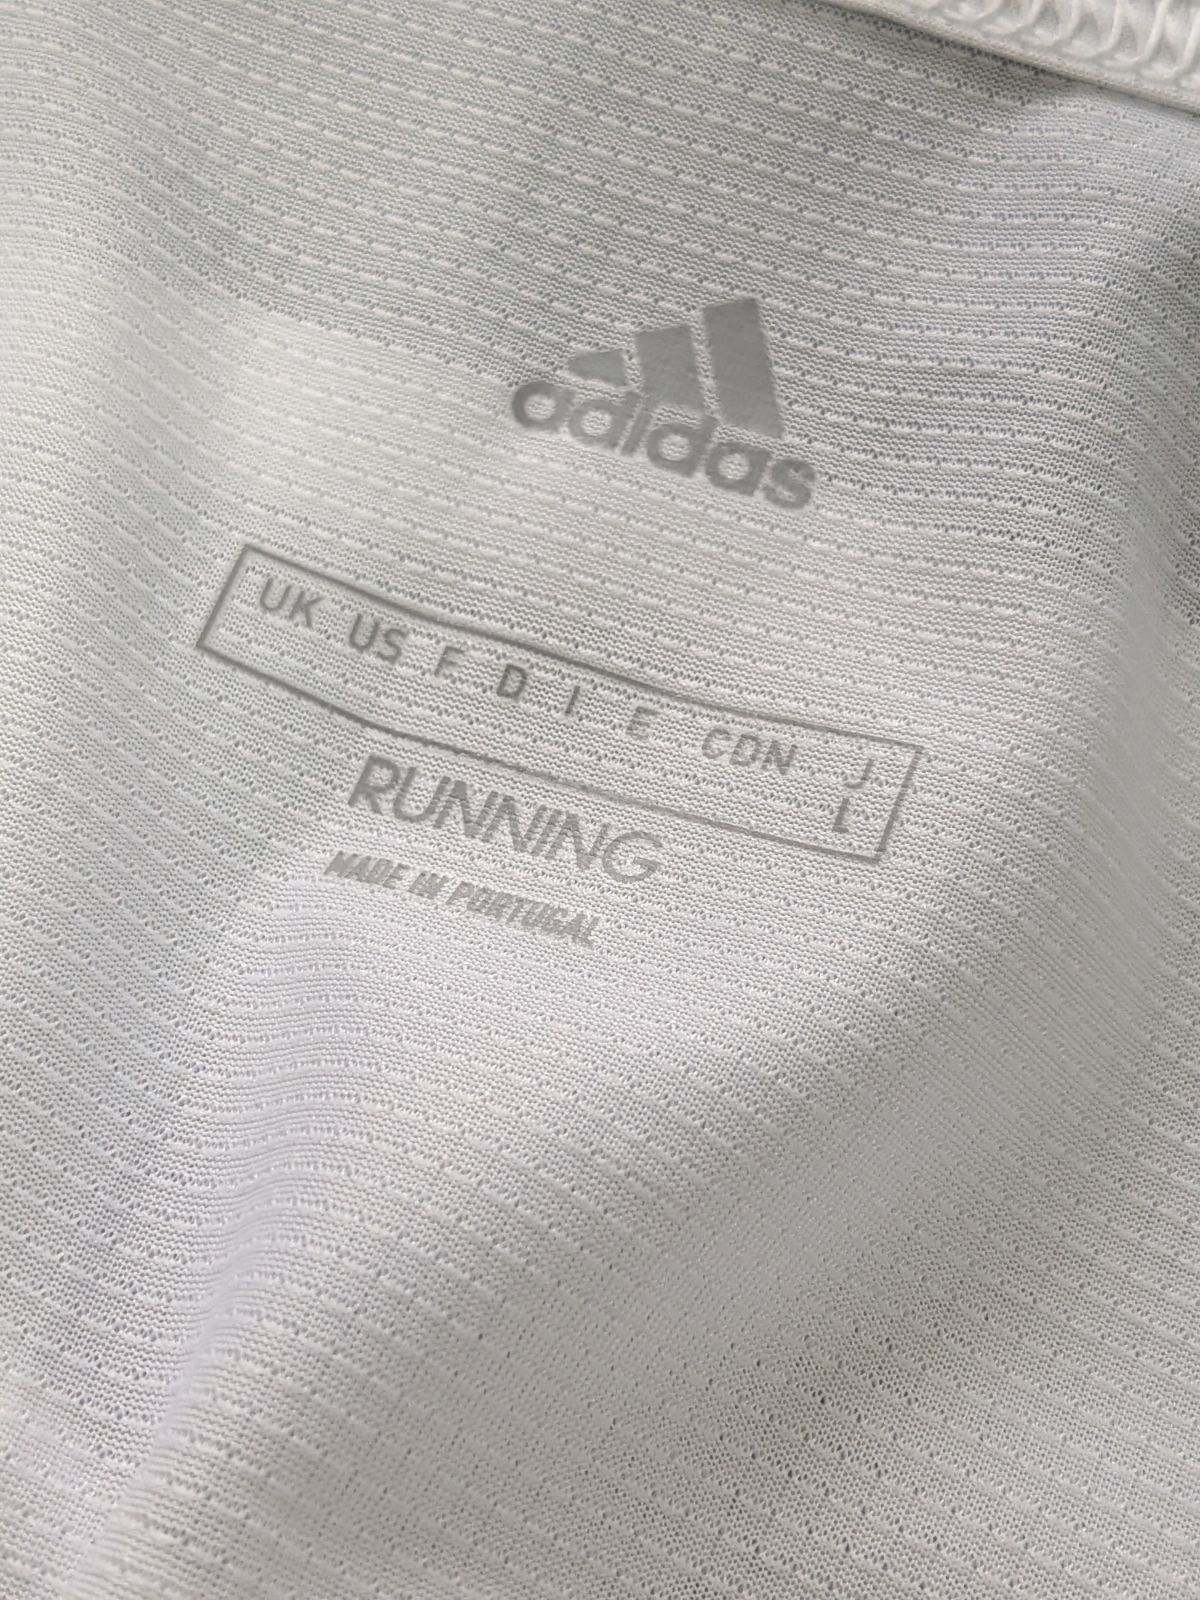 adidas
UK US F D I E CDN J
L
RUNNING
MADE IN PORTUGAL